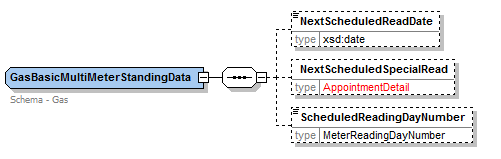 NextScheduledReadDate
type xsd:date
GasBasicMultiMeterStandingData
Schema - Gas
NextScheduledSpecialRead
type AppointmentDetail
ScheduledReadingDayNumber
type MeterReadingDayNumber